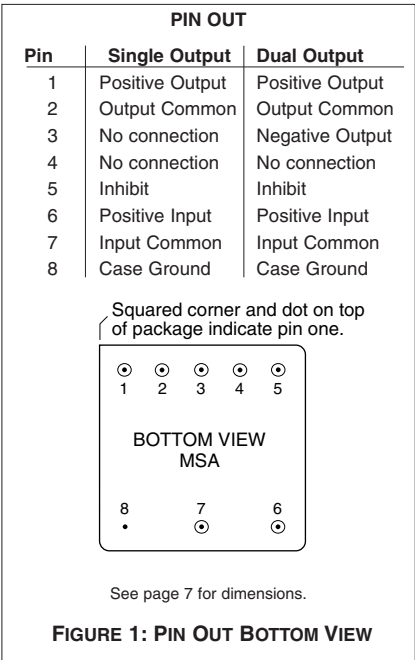 PIN OUT
Pin Single Output Dual Output
1 Positive Output Positive Output
2 Output Common Output Common
3 No connection Negative Output
4 No connection No connection
5 Inhibit Inhibit
6 Positive Input Positive Input
7 Input Common Input Common
8 Case Ground Case Ground
Squared corner and dot on top
of package indicate pin one.
1 2 3 4 5
BOTTOM VIEW
MSA
8 7 6
See page 7 for dimensions.
FIGURE 1: PIN OUT BOTTOM VIEW